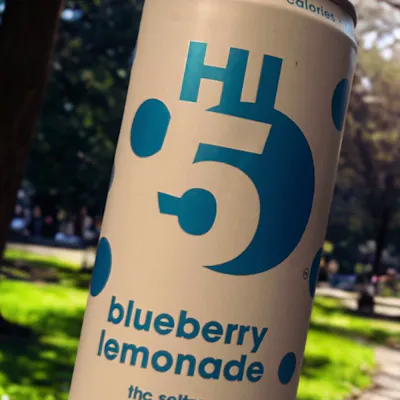 calories
HI
5
blueberry
lemonade
thc